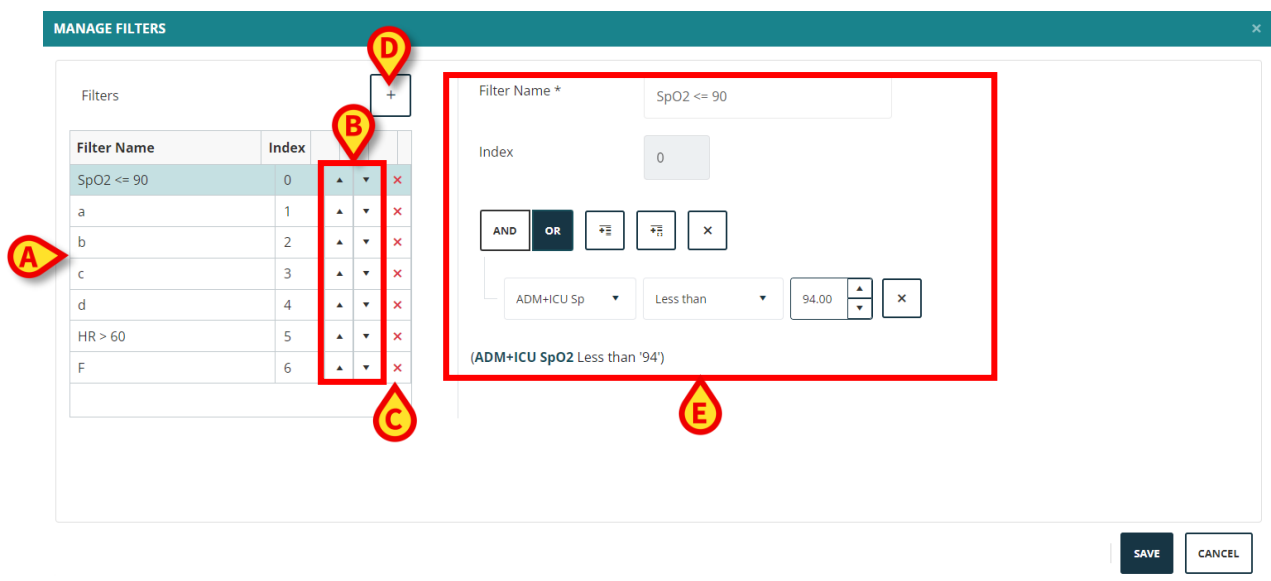 MANAGE FILTERS ×
D
Filters +
Filter Name * SpO2 <= 90
B
Filter Name Index
Index 0
SpO2 <= 90 0 ▲ ▼ ×
a 1 ▲ ▼ ×
b 2 ▲ ▼ ×
A
c 3 ▲ ▼ ×
d 4 ▲ ▼ ×
HR > 60 5 ▲ ▼ ×
F 6 ▲ ▼ ×
C
AND OR ×
ADM+ICU Sp ▼ Less than ▼ 94.00 ▲ ▼ ×
(ADM+ICU SpO2 Less than '94')
E
SAVE CANCEL